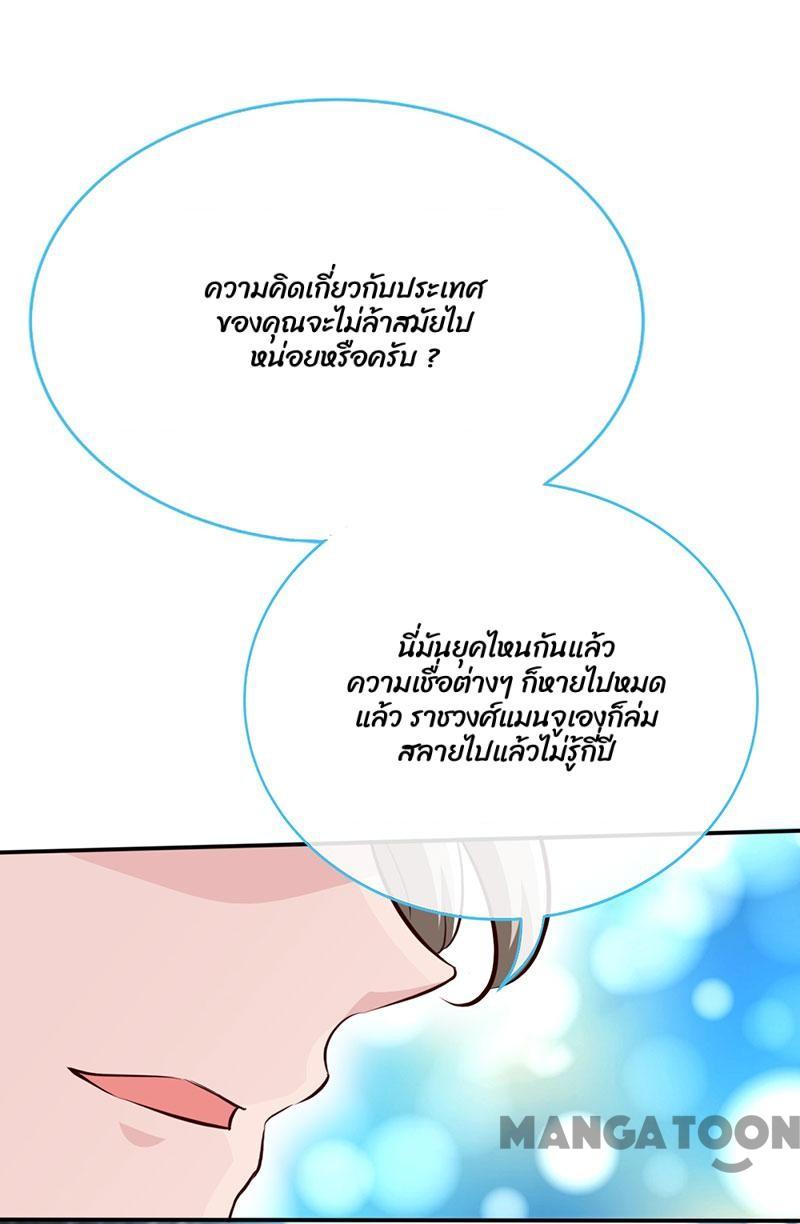 ความคิดเกี่ยวกับประเทศ
ของคุณจะไม่ล้าสมัยไป
หน่อยหรือครับ ?
นี่มันยุคไหนกันแล้ว
ความเชื่อต่างๆ ก็หายไปหมด
แล้ว ราชวงศ์แมนจูเองก็ล่ม
สลายไปแล้วไม่รู้กี่ปี
MANGATOON